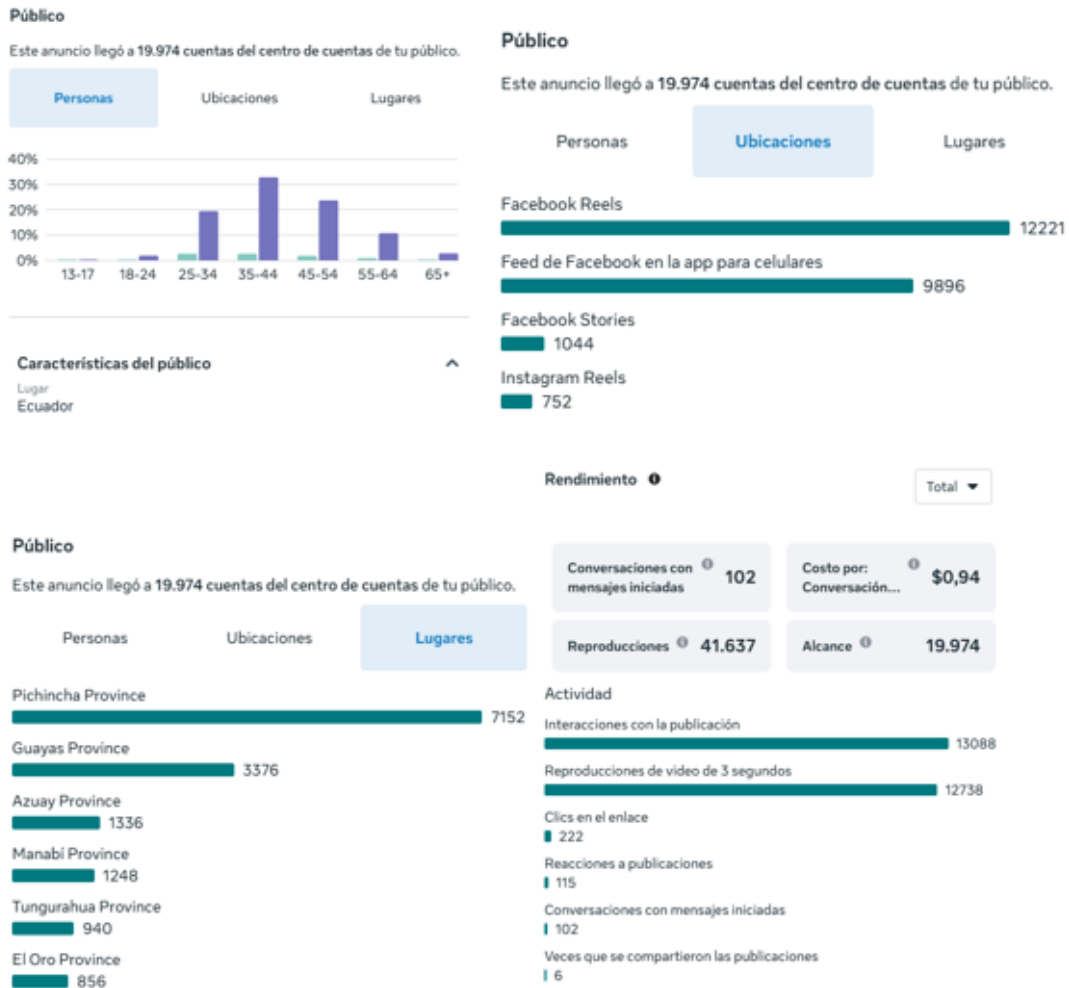 Público
Este anuncio llegó a 19.974 cuentas del centro de cuentas de tu público.
Personas Ubicaciones Lugares
40%
30%
20%
10%
0%
13-17 18-24 25-34 35-44 45-54 55-64 65+
Características del público
Lugar
Ecuador
Público
Este anuncio llegó a 19.974 cuentas del centro de cuentas de tu público.
Personas Ubicaciones Lugares
Facebook Reels
12221
Feed de Facebook en la app para celulares
9896
Facebook Stories
1044
Instagram Reels
752
Público
Este anuncio llegó a 19.974 cuentas del centro de cuentas de tu público.
Personas Ubicaciones Lugares
Pichincha Province
7152
Guayas Province
3376
Azuay Province
1336
Manabí Province
1248
Tungurahua Province
940
El Oro Province
856
Rendimiento
Total
Conversaciones con
mensajes iniciadas
102
Costo por:
Conversación...
$0,94
Reproducciones 41.637
Alcance 19.974
Actividad
Interacciones con la publicación
13088
Reproducciones de video de 3 segundos
12738
Clics en el enlace
222
Reacciones a publicaciones
115
Conversaciones con mensajes iniciadas
102
Veces que se compartieron las publicaciones
6